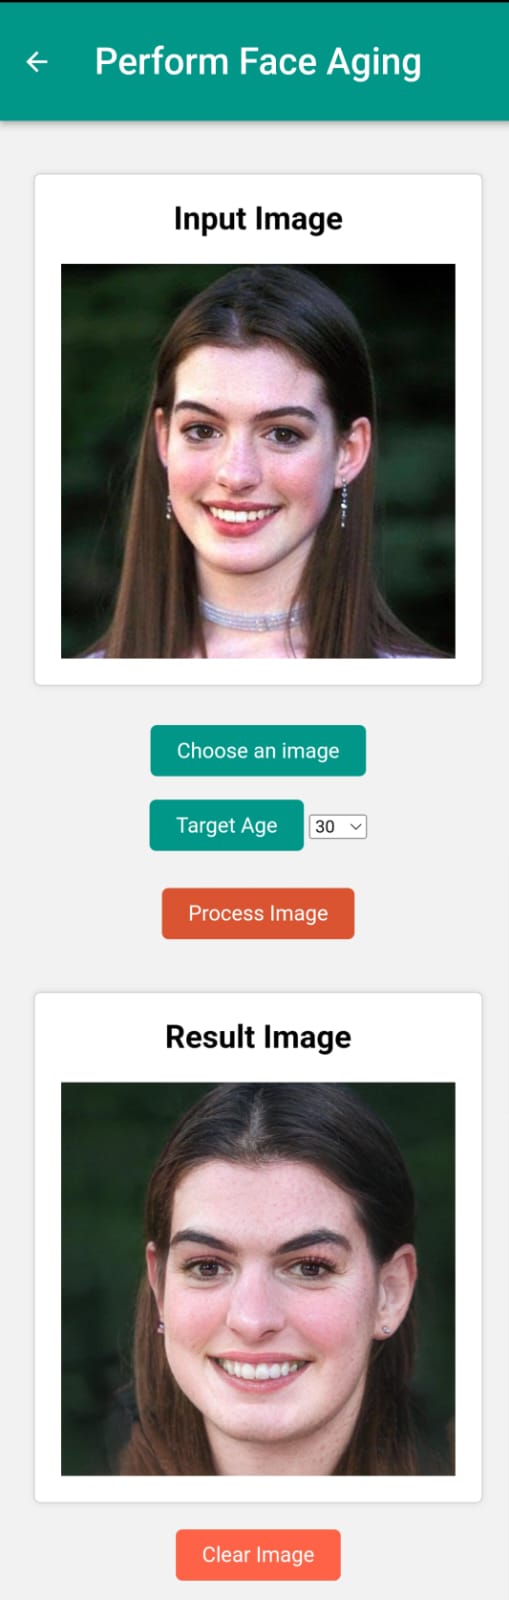 Perform Face Aging
Input Image
Choose an image
Target Age 30
Process Image
Result Image
Clear Image